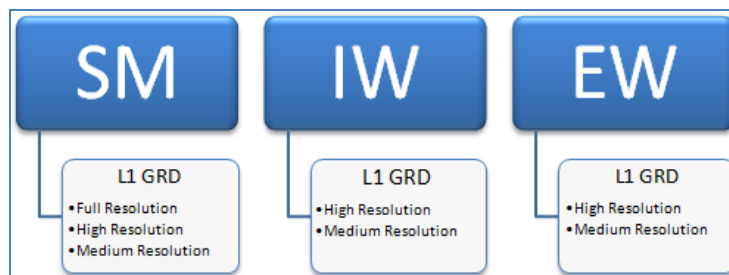 SM
L1 GRD
•Full Resolution
•High Resolution
•Medium Resolution
IW
L1 GRD
•High Resolution
•Medium Resolution
EW
L1 GRD
•High Resolution
•Medium Resolution